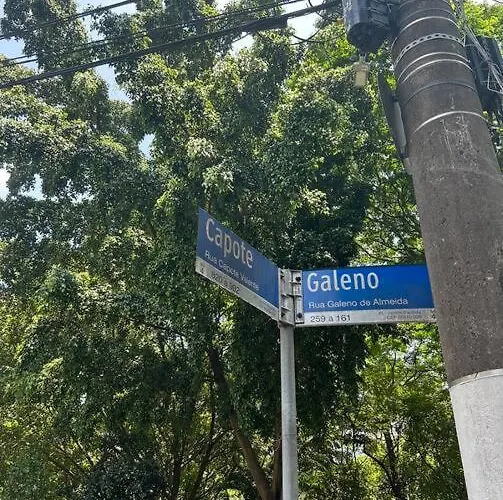 Capote
Rua Capote Valente
Galeno
Rua Galeno de Almeida
259 a 161